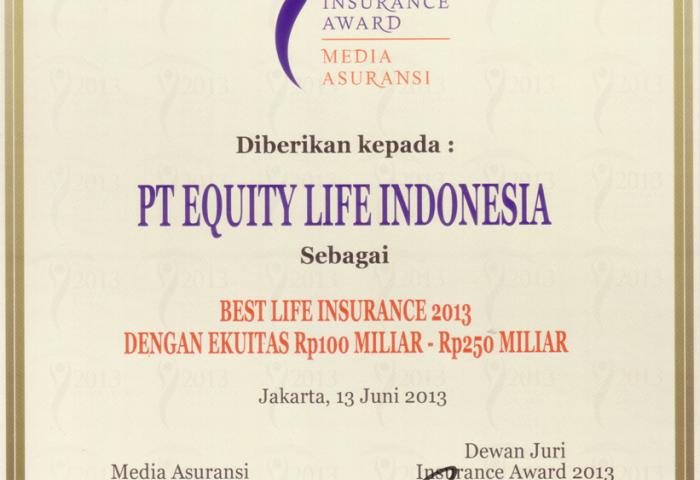 INSURANCE
AWARD
MEDIA
ASURANSI
Diberikan kepada :
PT EQUITY LIFE INDONESIA
Sebagai
BEST LIFE INSURANCE 2013
DENGAN EKUITAS Rp100 MILIAR - Rp250 MILIAR
Jakarta, 13 Juni 2013
Dewan Juri
Media Asuransi
Insurance Award 2013